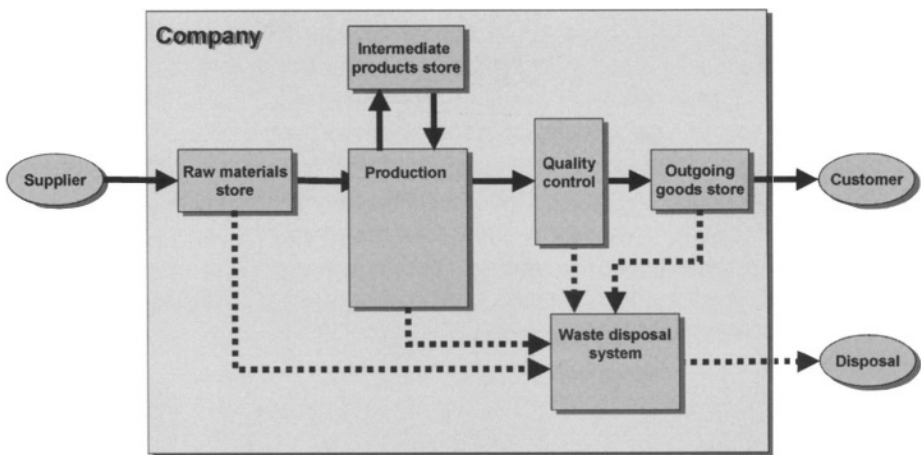 Company
Intermediate
products store
Supplier
Raw materials
store
Production
Quality
control
Outgoing
goods store
Customer
Waste disposal
system
Disposal